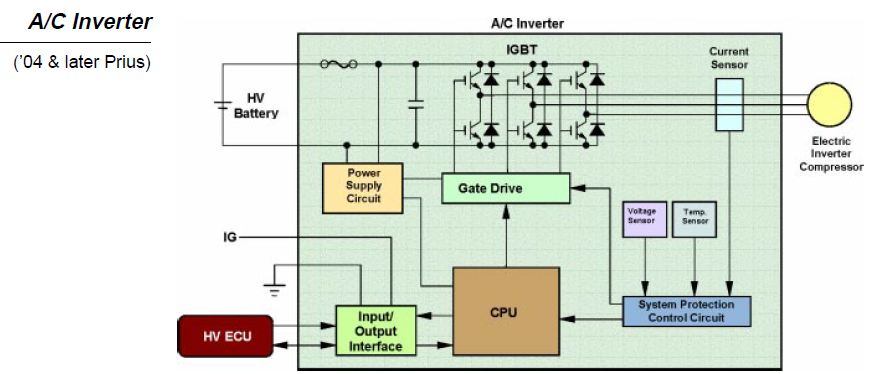 A/C Inverter
('04 & later Prius)
A/C Inverter
IGBT
Current
Sensor
HV
Battery
Electric
Inverter
Compressor
Power
Supply
Circuit
Gate Drive
Voltage
Sensor
Temp.
Sensor
IG
System Protection
Control Circuit
CPU
Input/
Output
Interface
HV ECU